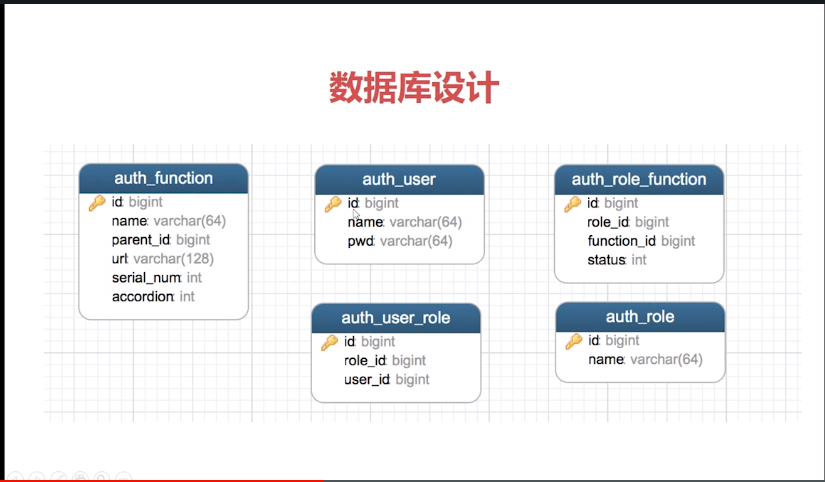 数据库设计
auth_function
id: bigint
name: varchar(64)
parent_id: bigint
url: varchar(128)
serial_num: int
accordion: int
auth_user
id: bigint
name: varchar(64)
pwd: varchar(64)
auth_role_function
id: bigint
role_id: bigint
function_id: bigint
status: int
auth_user_role
id: bigint
role_id: bigint
user_id: bigint
auth_role
id: bigint
name: varchar(64)